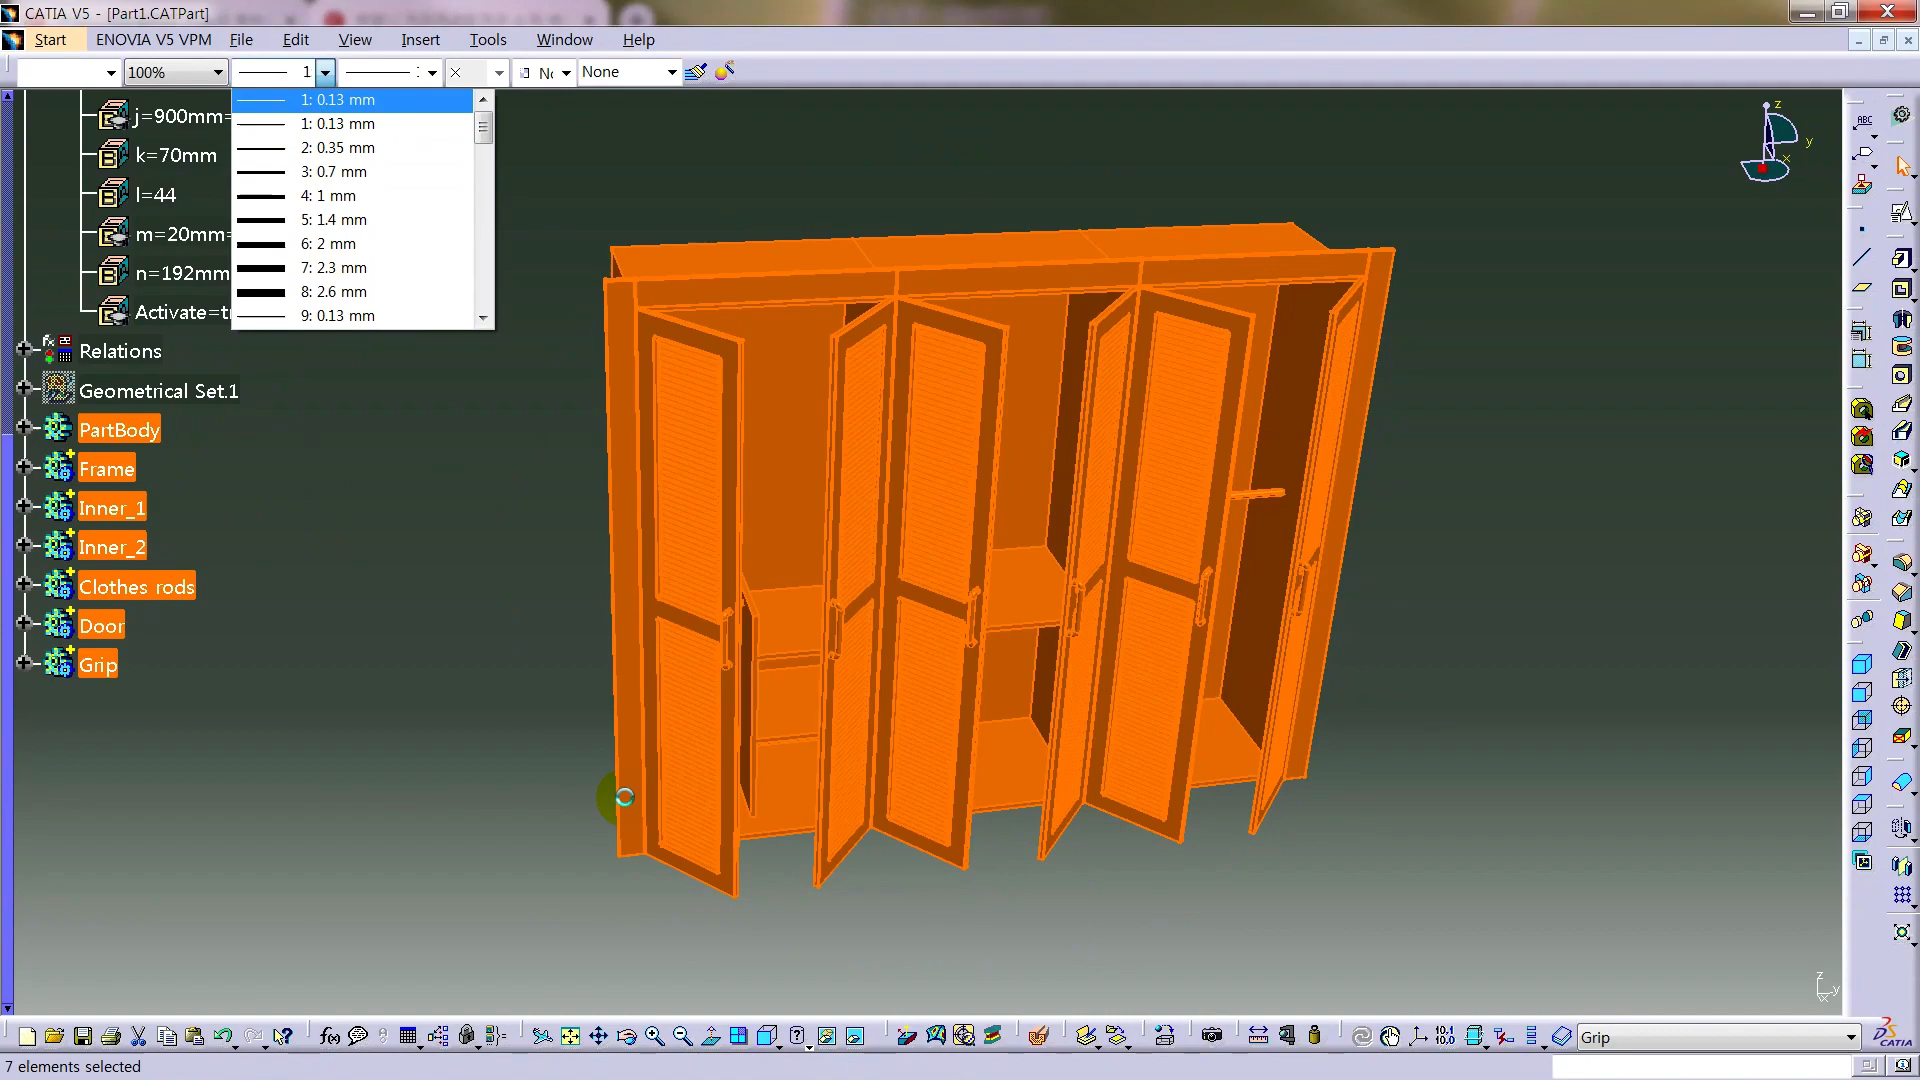 CATIA V5 - [Part1.CATPart]
Start ENOVIA V5 VPM File Edit View Insert Tools Window Help
100% 1 None
1: 0.13 mm
1: 0.13 mm
2: 0.35 mm
3: 0.7 mm
4: 1 mm
5: 1.4 mm
6: 2 mm
7: 2.3 mm
8: 2.6 mm
9: 0.13 mm
j=900mm=
k=70mm
l=44
m=20mm=
n=192mm
Activate=
Relations
Geometrical Set.1
PartBody
Frame
Inner_1
Inner_2
Clothes rods
Door
Grip
z
y
x
ABC
z
y
x
Grip
CATIA
7 elements selected